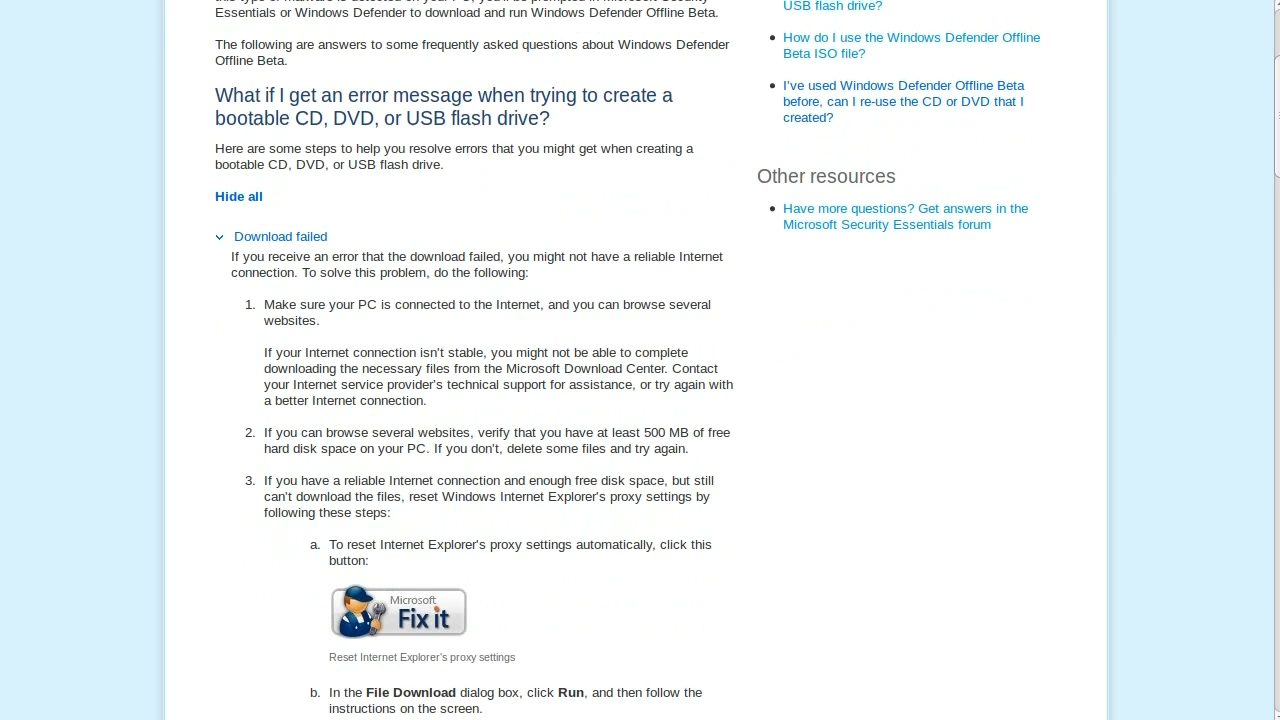 Essentials or Windows Defender to download and run Windows Defender Offline Beta.
The following are answers to some frequently asked questions about Windows Defender
Offline Beta.
What if I get an error message when trying to create a
bootable CD, DVD, or USB flash drive?
Here are some steps to help you resolve errors that you might get when creating a
bootable CD, DVD, or USB flash drive.
Hide all
Download failed
If you receive an error that the download failed, you might not have a reliable Internet
connection. To solve this problem, do the following:
1. Make sure your PC is connected to the Internet, and you can browse several
websites.
If your Internet connection isn't stable, you might not be able to complete
downloading the necessary files from the Microsoft Download Center. Contact
your Internet service provider's technical support for assistance, or try again with
a better Internet connection.
2. If you can browse several websites, verify that you have at least 500 MB of free
hard disk space on your PC. If you don't, delete some files and try again.
3. If you have a reliable Internet connection and enough free disk space, but still
can't download the files, reset Windows Internet Explorer's proxy settings by
following these steps:
a. To reset Internet Explorer's proxy settings automatically, click this
button:
Microsoft
Fix it
Reset Internet Explorer's proxy settings
b. In the File Download dialog box, click Run, and then follow the
instructions on the screen.
USB flash drive?
How do I use the Windows Defender Offline
Beta ISO file?
I've used Windows Defender Offline Beta
before, can I re-use the CD or DVD that I
created?
Other resources
Have more questions? Get answers in the
Microsoft Security Essentials forum